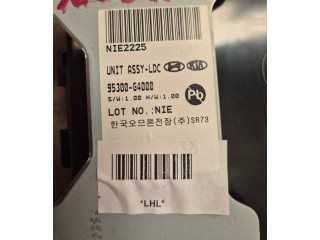 NIE2225
UNIT ASSY-LDC KIA
95300-G4000
S/W:1.00 H/W:1.00
Pb
LOT NO.:NIE
한국오므론전장(주)SR73
*LHL*